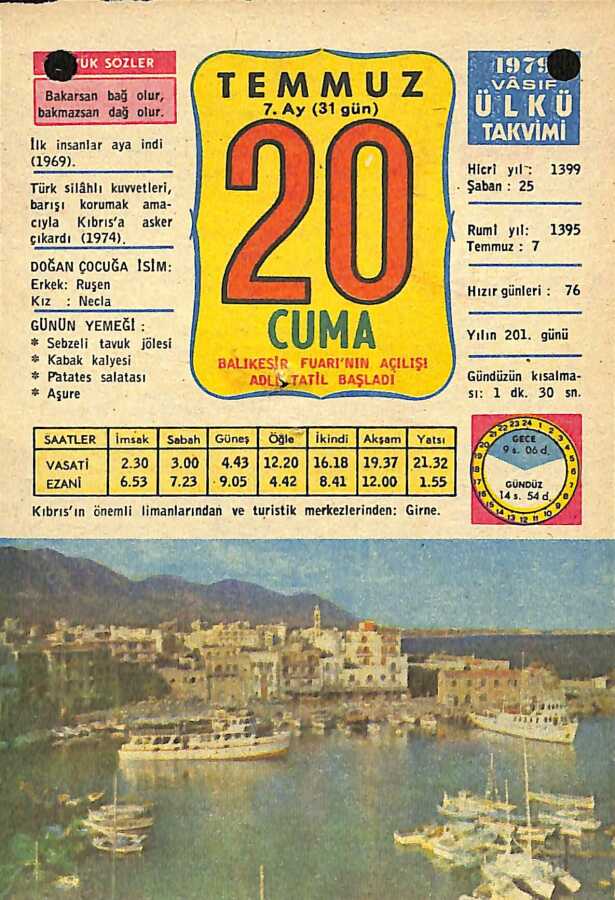 ÜK SÖZLER
Bakarsan bağ olur,
bakmazsan dağ olur.
İlk insanlar aya indi
(1969).
Türk silâhlı kuvvetleri,
barışı korumak ama-
cıyla Kıbrıs'a asker
çıkardı (1974).
DOĞAN ÇOCUĞA İSİM:
Erkek: Ruşen
Kız : Necla
GÜNÜN YEMEĞİ :
* Sebzeli tavuk jölesi
* Kabak kalyesi
* Patates salatası
* Aşure
TEMMUZ
7. Ay (31 gün)
20
CUMA
BALIKESİR FUARI'NIN AÇILIŞI
ADLİ TATİL BAŞLADI
1979
VÂSIF
ÜLKÜ
TAKVİMİ
Hicrî yıl: 1399
Şaban : 25
Rumî yıl: 1395
Temmuz : 7
Hızır günleri : 76
Yılın 201. günü
Gündüzün kısalma-
sı: 1 dk. 30 sn.
SAATLER İmsak Sabah Güneş Öğle İkindi Akşam Yatsı
VASATİ 2.30 3.00 4.43 12.20 16.18 19.37 21.32
EZANİ 6.53 7.23 9.05 4.42 8.41 12.00 1.55
GECE
9 s. 06 d.
GÜNDÜZ
14 s. 54 d.
Kıbrıs'ın önemli limanlarından ve turistik merkezlerinden: Girne.